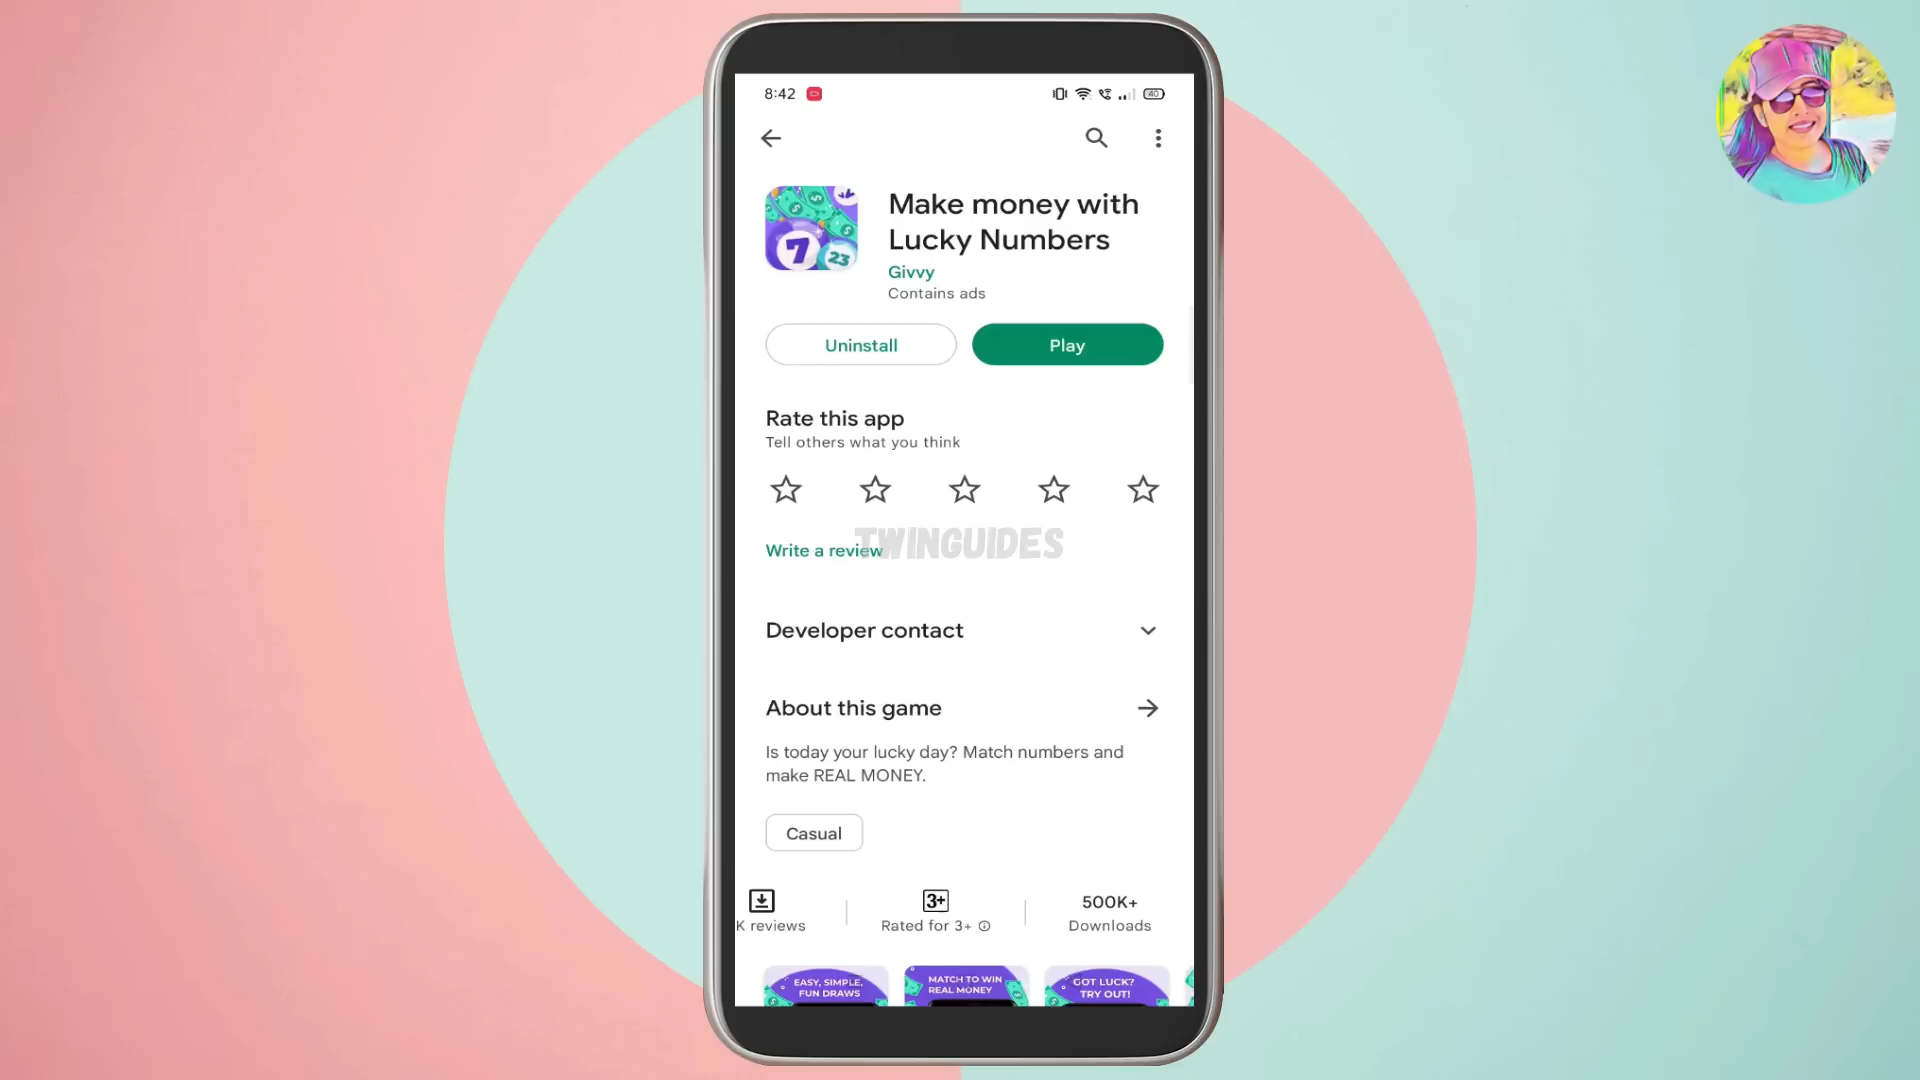 8:42
40
Make money with
Lucky Numbers
Givvy
Contains ads
7
23
Uninstall
Play
Rate this app
Tell others what you think
TWINGUIDES
Write a review
Developer contact
About this game
Is today your lucky day? Match numbers and
make REAL MONEY.
Casual
3+
500K+
K reviews
Rated for 3+
Downloads
EASY, SIMPLE,
FUN DRAWS
MATCH TO WIN
REAL MONEY
GOT LUCK?
TRY OUT!